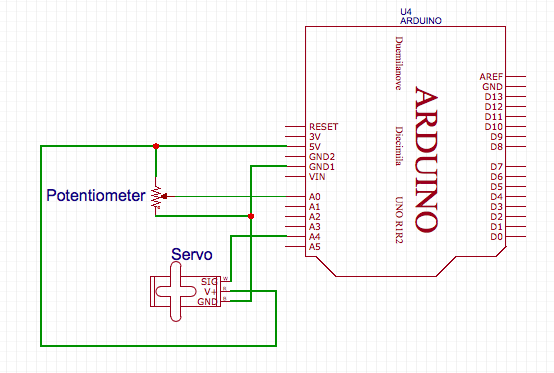 U4
ARDUINO
Duemilanove
Diecimila
UNO R1R2
ARDUINO
RESET
3V
5V
GND2
GND1
VIN
A0
A1
A2
A3
A4
A5
AREF
GND
D13
D12
D11
D10
D9
D8
D7
D6
D5
D4
D3
D2
D1
D0
Potentiometer
Servo
SIG
V+
GND